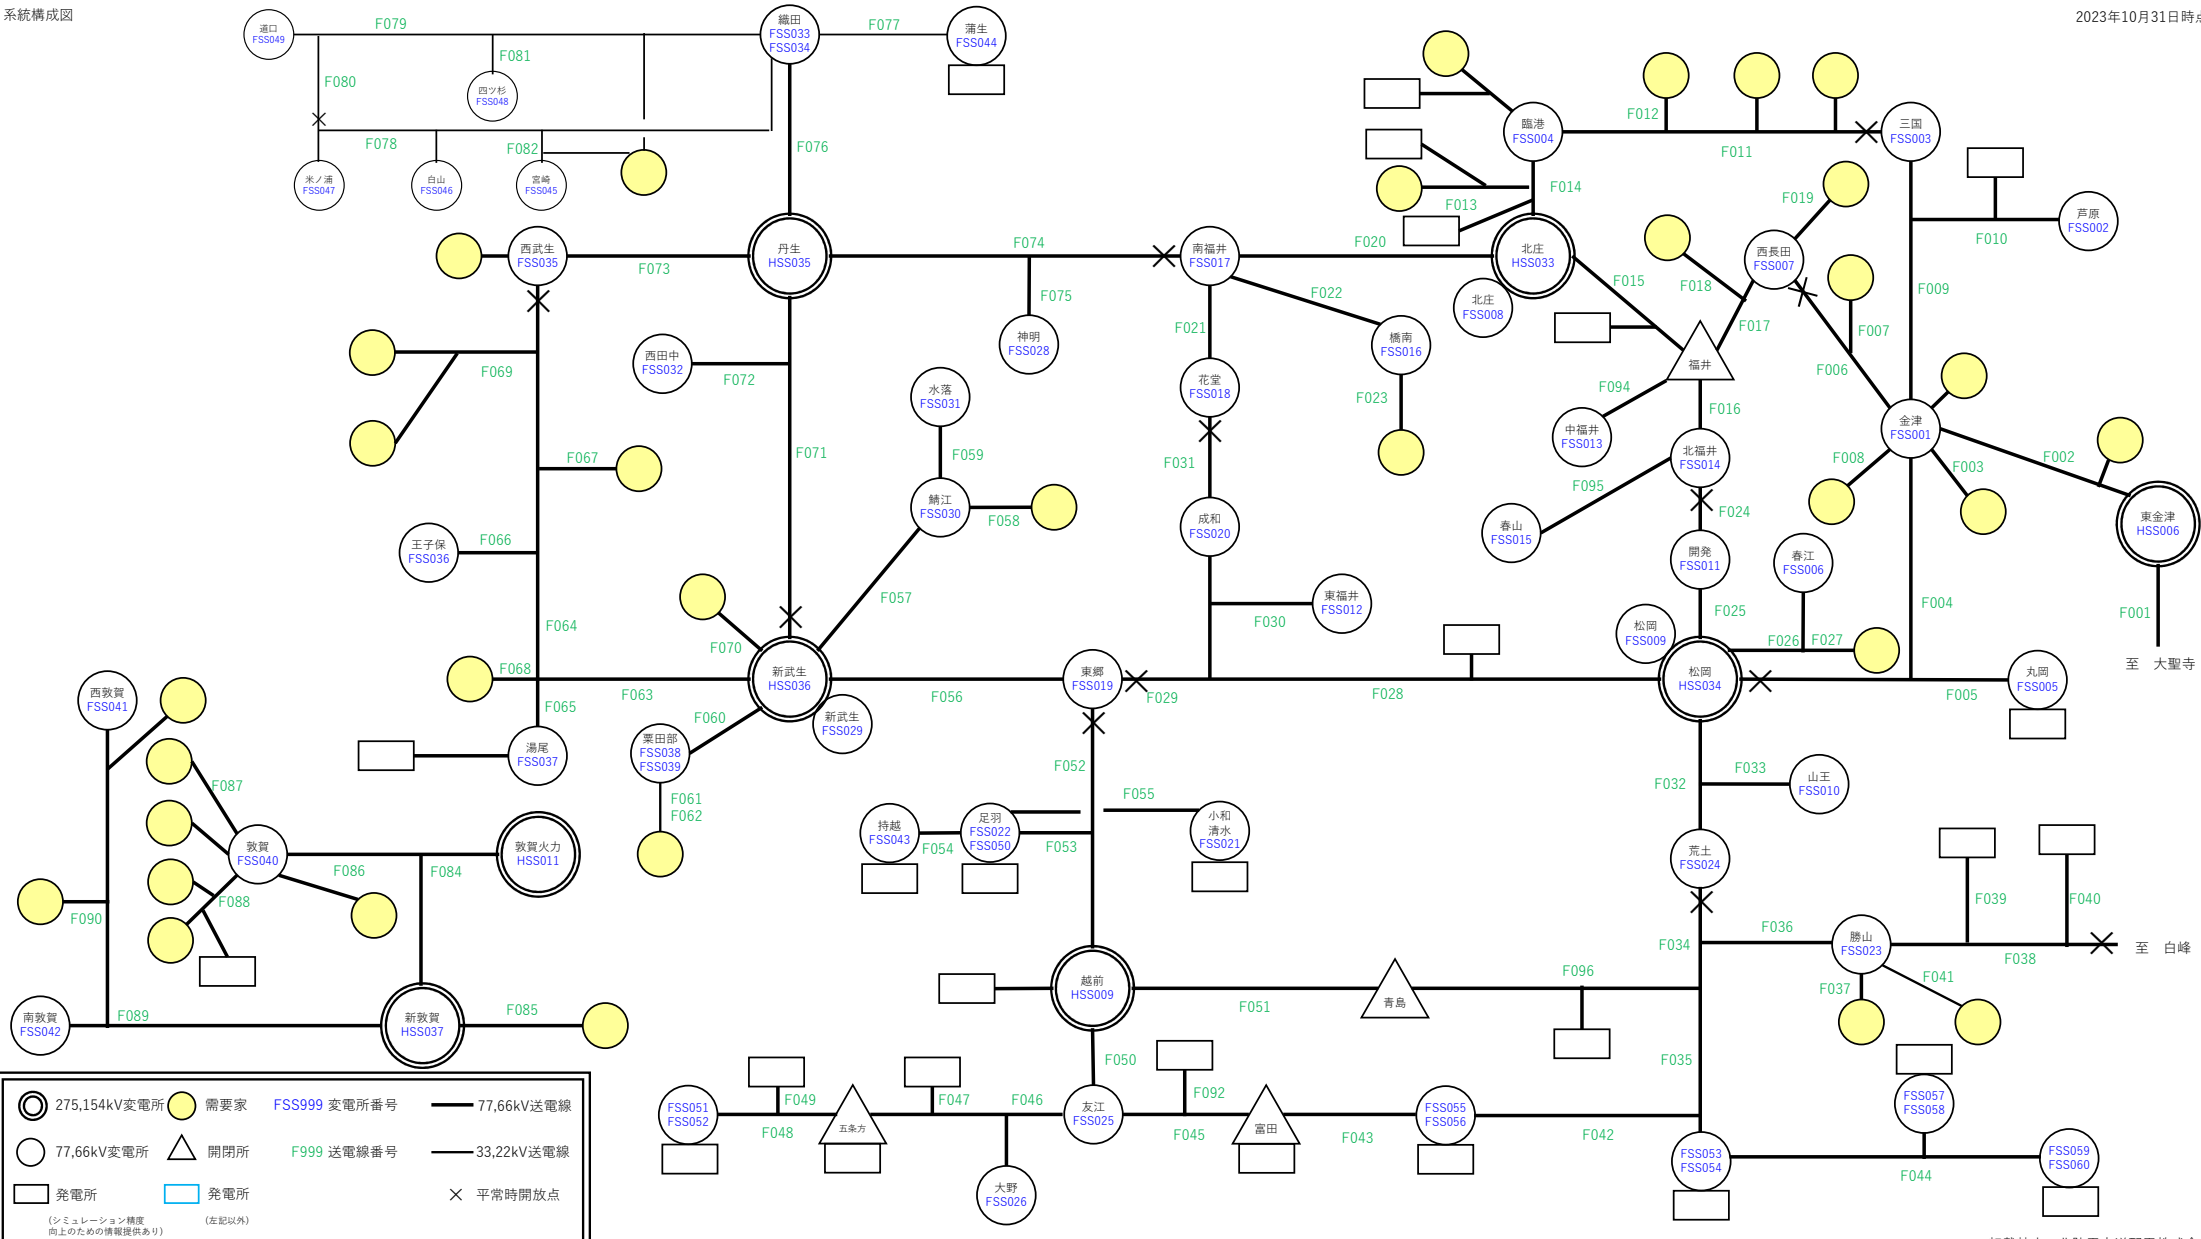 系統構成図
2023年10月31日時
道口
FSS049
F079
織田
FSS033
FSS034
F077
蒲生
FSS044
F081
F080
四ツ杉
FSS048
F078
F082
F076
米ノ浦
FSS047
白山
FSS046
宮崎
FSS045
臨港
FSS004
F012
F011
三国
FSS003
F014
F013
F019
芦原
FSS002
F010
西武生
FSS035
F073
丹生
HSS035
F074
南福井
FSS017
F020
北庄
HSS033
北庄
FSS008
F015
F018
西長田
FSS007
F009
F075
神明
FSS028
F022
F021
橋南
FSS016
F017
F007
F006
福井
F069
西田中
FSS032
F072
水落
FSS031
花堂
FSS018
F023
F094
F016
中福井
FSS013
金津
FSS001
F067
F071
F059
F031
北福井
FSS014
F008
F003
F002
F095
鯖江
FSS030
F058
成和
FSS020
春山
FSS015
F024
東金津
HSS006
王子保
FSS036
F066
開発
FSS011
春江
FSS006
F057
東福井
FSS012
F030
F025
F004
F001
F064
F070
松岡
FSS009
F026
F027
至 大聖寺
F068
F063
新武生
HSS036
F056
東郷
FSS019
F029
F028
松岡
HSS034
F005
丸岡
FSS005
西敦賀
FSS041
F065
F060
新武生
FSS029
湯尾
FSS037
粟田部
FSS038
FSS039
F052
F032
F033
山王
FSS010
F087
F061
F062
F055
持越
FSS043
F054
足羽
FSS022
FSS050
F053
小和
清水
FSS021
敦賀
FSS040
F086
F084
敦賀火力
HSS011
荒土
FSS024
F090
F088
F039
F040
F036
勝山
FSS023
F034
F038
至 白峰
越前
HSS009
F051
青島
F096
F037
F041
南敦賀
FSS042
F089
新敦賀
HSS037
F085
F050
F035
F049
F047
F046
F092
FSS051
FSS052
F048
五条方
友江
FSS025
F045
富田
F043
FSS055
FSS056
F042
FSS057
FSS058
大野
FSS026
FSS053
FSS054
F044
FSS059
FSS060
275,154kV変電所
需要家
FSS999 変電所番号
77,66kV送電線
77,66kV変電所
開閉所
F999 送電線番号
33,22kV送電線
発電所
(シミュレーション精度
向上のための情報提供あり)
発電所
(左記以外)
平常時開放点